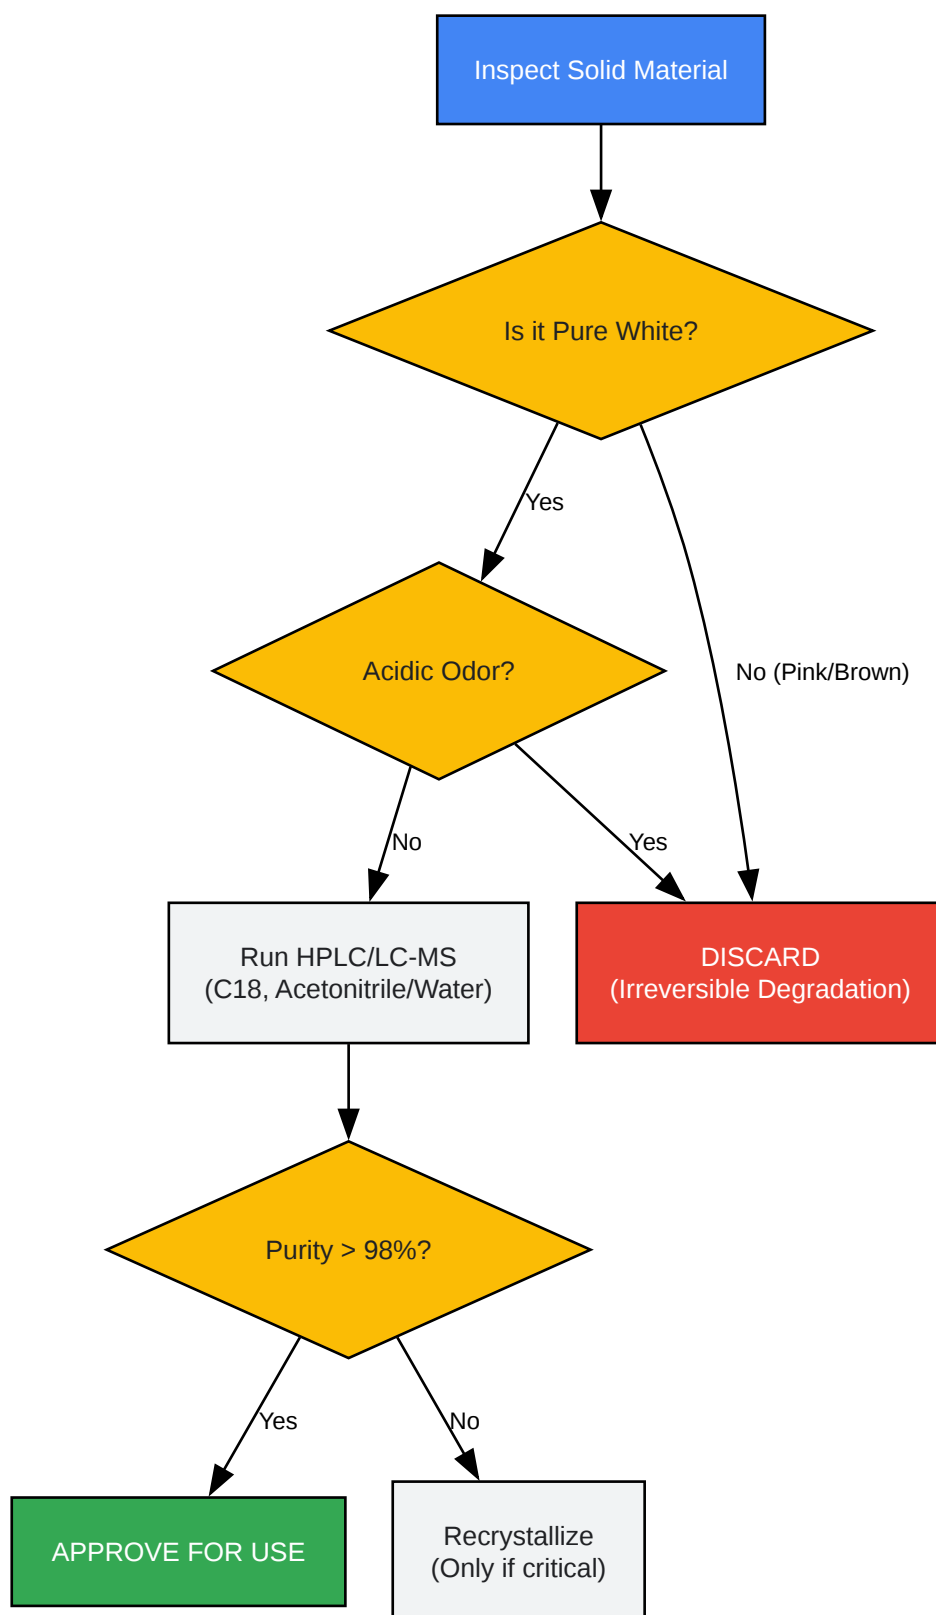 Inspect Solid Material
Is it Pure White?
Yes
No (Pink/Brown)
Acidic Odor?
No
Yes
Run HPLC/LC-MS
(C18, Acetonitrile/Water)
DISCARD
(Irreversible Degradation)
Purity > 98%?
Yes
No
APPROVE FOR USE
Recrystallize
(Only if critical)